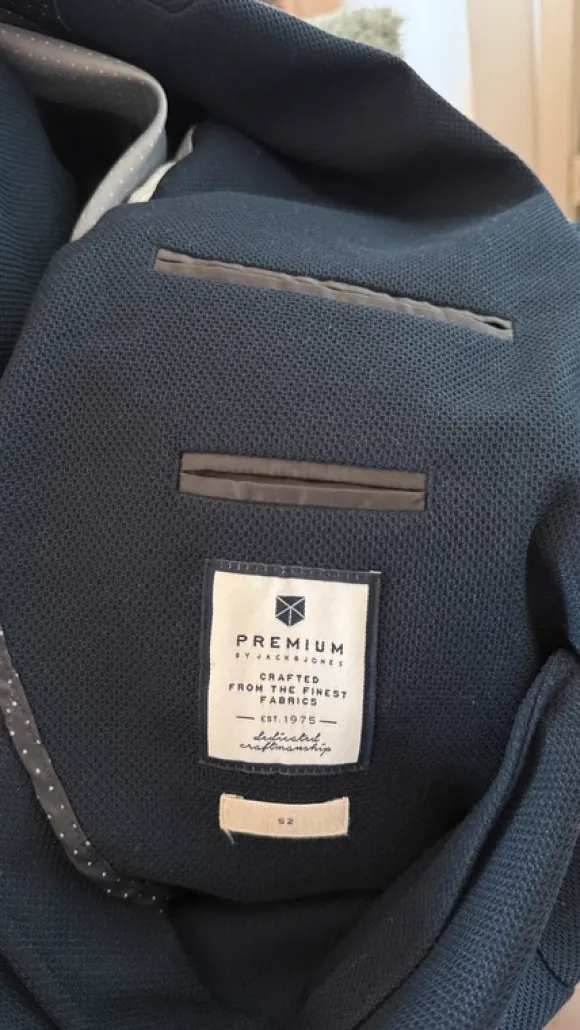 PREMIUM
BY JACK&JONES
CRAFTED
FROM THE FINEST
FABRICS
EST. 1975
dedicated
craftmanship
52